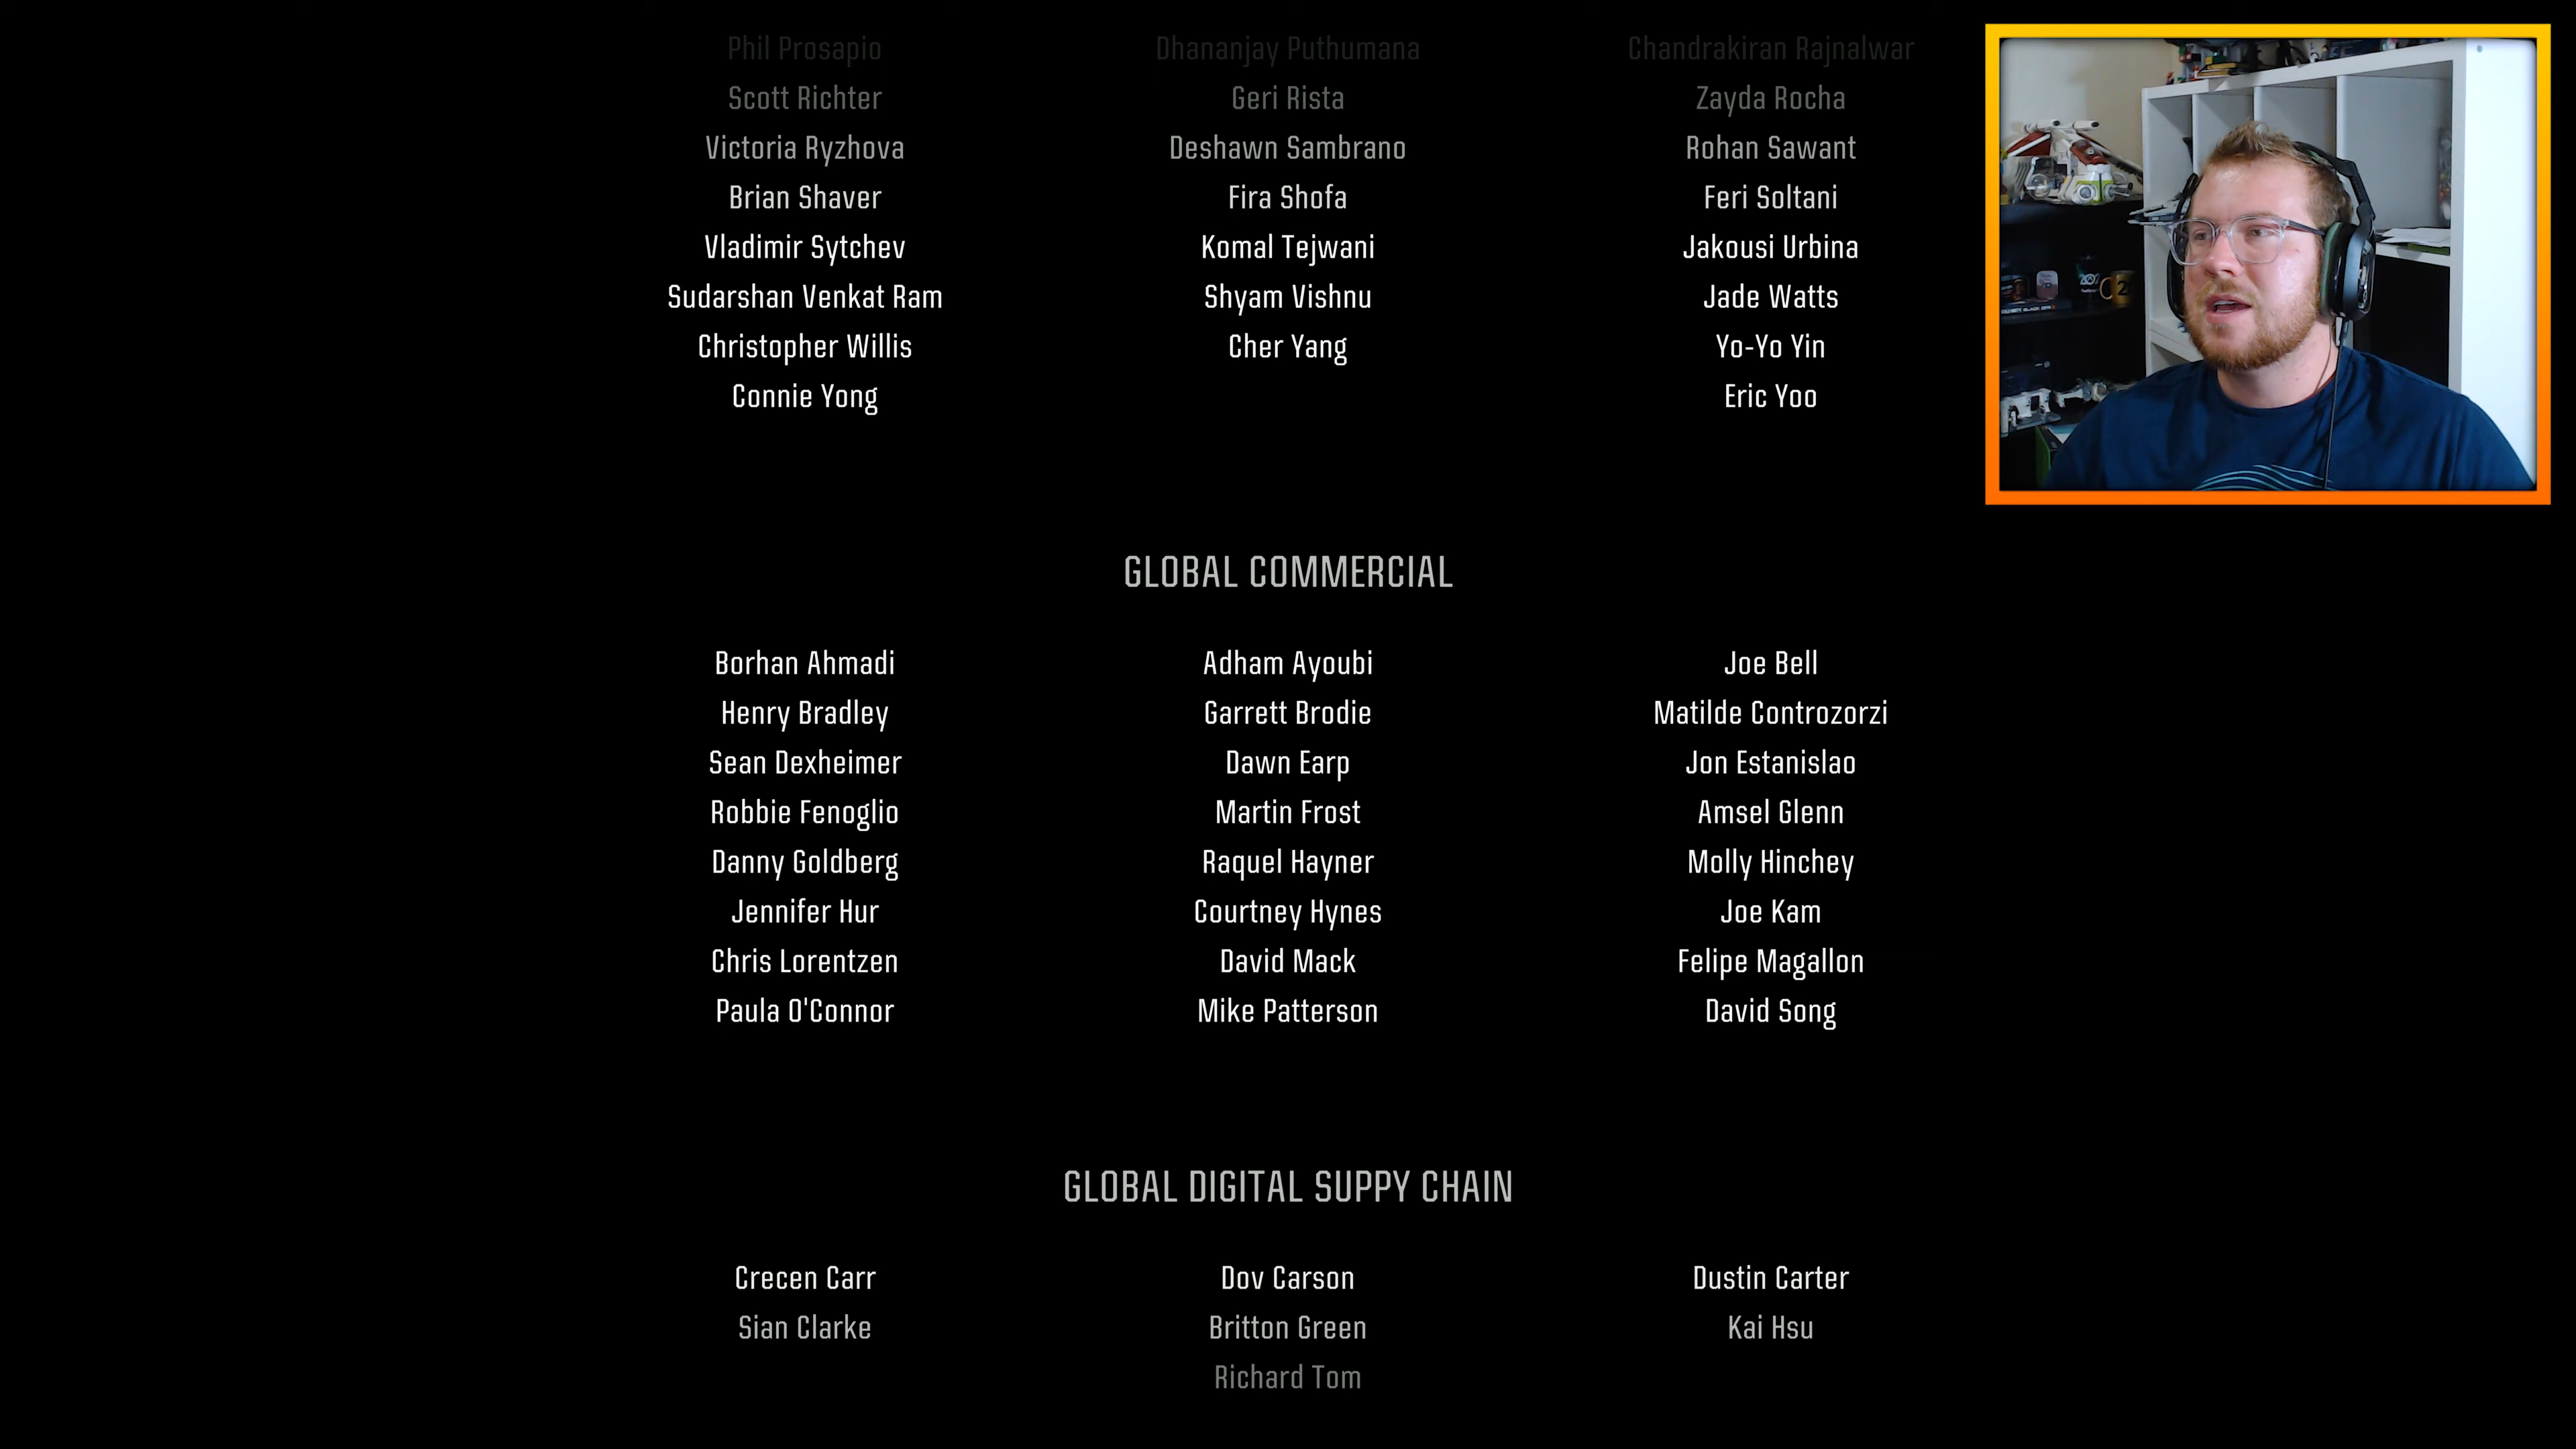 Phil Prosapio Dhananjay Puthumana Chandrakiran Rajnalwar
Scott Richter Geri Rista Zayda Rocha
Victoria Ryzhova Deshawn Sambrano Rohan Sawant
Brian Shaver Fira Shofa Feri Soltani
Vladimir Sytchev Komal Tejwani Jakousi Urbina
Sudarshan Venkat Ram Shyam Vishnu Jade Watts
Christopher Willis Cher Yang Yo-Yo Yin
Connie Yong Eric Yoo
GLOBAL COMMERCIAL
Borhan Ahmadi Adham Ayoubi Joe Bell
Henry Bradley Garrett Brodie Matilde Controzorzi
Sean Dexheimer Dawn Earp Jon Estanislao
Robbie Fenoglio Martin Frost Amsel Glenn
Danny Goldberg Raquel Hayner Molly Hinchey
Jennifer Hur Courtney Hynes Joe Kam
Chris Lorentzen David Mack Felipe Magallon
Paula O'Connor Mike Patterson David Song
GLOBAL DIGITAL SUPPY CHAIN
Crecen Carr Dov Carson Dustin Carter
Sian Clarke Britton Green Kai Hsu
Richard Tom